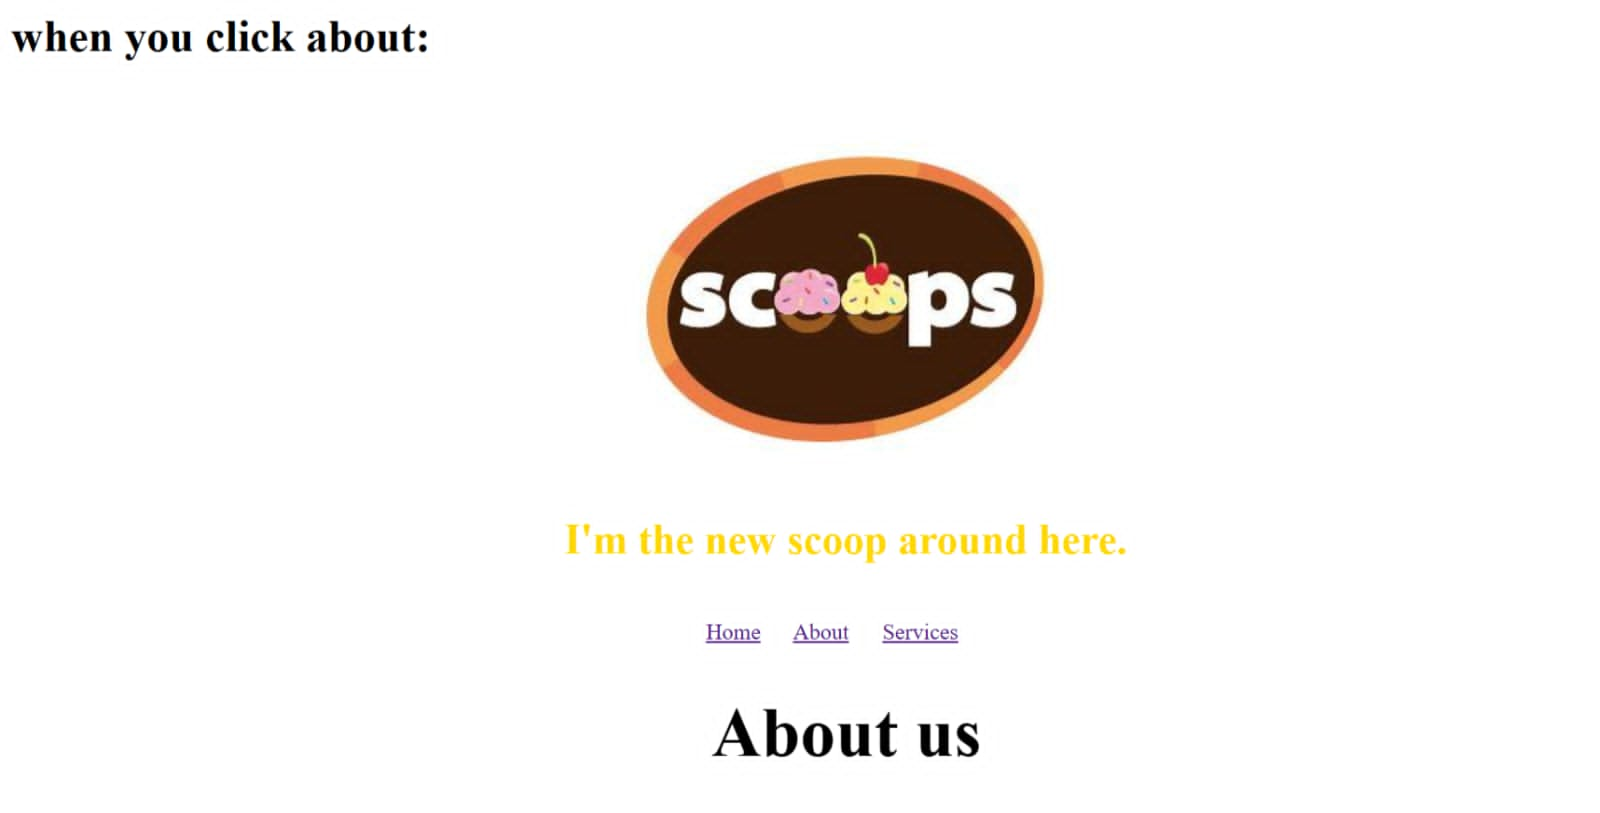 when you click about:
scoops
I'm the new scoop around here.
Home About Services
About us